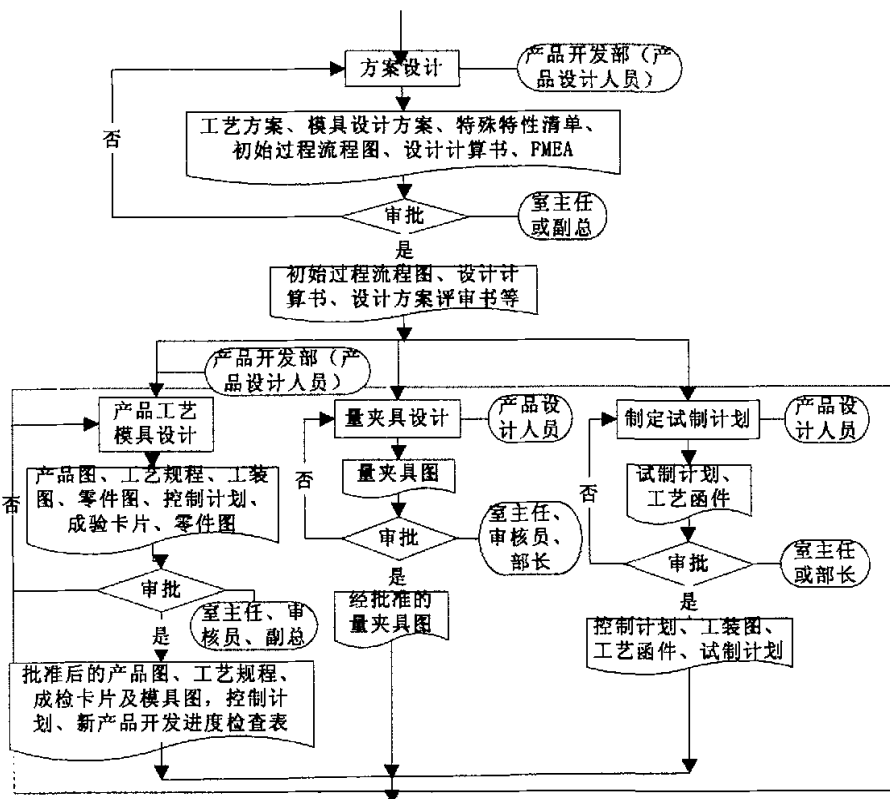 方案设计
产品开发部（产
品设计人员）
工艺方案、模具设计方案、特殊特性清单、
初始过程流程图、设计计算书、FMEA
否
审批
室主任
或副总
是
初始过程流程图、设计计
算书、设计方案评审书等
产品开发部（产
品设计人员）
产品工艺
模具设计
产品图、工艺规程、工装
图、零件图、控制计划、
成验卡片、零件图
否
审批
室主任、审
核员、副总
是
批准后的产品图、工艺规程、
成检卡片及模具图，控制计
划、新产品开发进度检查表
量夹具设计
产品设
计人员
量夹具图
否
审批
室主任、
审核员、
部长
是
经批准的
量夹具图
制定试制计划
产品设
计人员
试制计划、
工艺函件
否
审批
室主任
或部长
是
控制计划、工装图、
工艺函件、试制计划